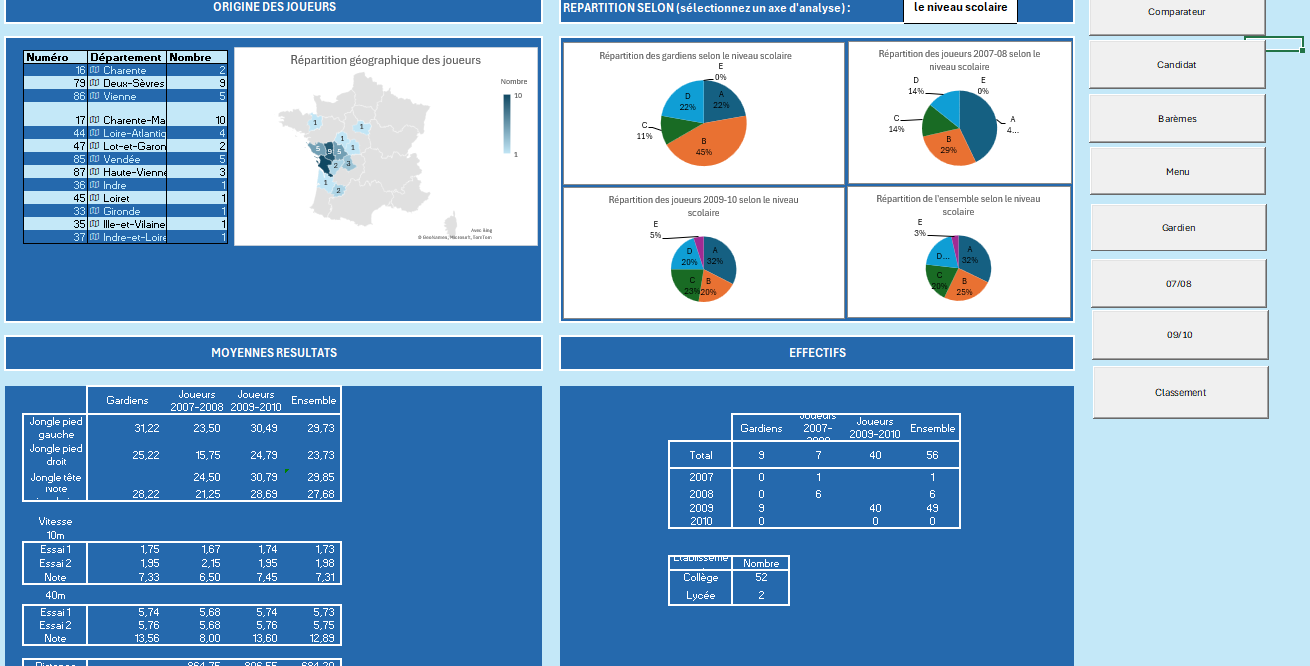 ORIGINE DES JOUEURS
REPARTITION SELON (sélectionnez un axe d'analyse) :
le niveau scolaire
Comparateur
Candidat
Barèmes
Menu
Gardien
07/08
09/10
Classement
Numéro Département Nombre
16 Charente 2
79 Deux-Sèvres 9
86 Vienne 5
17 Charente-Ma 10
44 Loire-Atlantiq 4
47 Lot-et-Garon 2
85 Vendée 5
87 Haute-Vienne 3
36 Indre 1
45 Loiret 1
33 Gironde 1
35 Ille-et-Vilaine 1
37 Indre-et-Loire 1
Répartition géographique des joueurs
Nombre
10
1
1
1
1
1
5
9
5
2
3
1
2
Avec Bing
© GeoNames, Microsoft, TomTom
Répartition des gardiens selon le niveau scolaire
E
0%
D
22%
A
22%
C
11%
B
45%
Répartition des joueurs 2007-08 selon le
niveau scolaire
D
14%
E
0%
C
14%
A
4...
B
29%
Répartition des joueurs 2009-10 selon le niveau
scolaire
E
5%
D
20%
A
32%
C
23%
B
20%
Répartition de l'ensemble selon le niveau
scolaire
E
3%
D...
A
32%
C
20%
B
25%
MOYENNES RESULTATS
Gardiens Joueurs 2007-2008 Joueurs 2009-2010 Ensemble
Jongle pied gauche 31,22 23,50 30,49 29,73
Jongle pied droit 25,22 15,75 24,79 23,73
Jongle tête 24,50 30,79 29,85
Note 28,22 21,25 28,69 27,68
Vitesse
10m
Essai 1 1,75 1,67 1,74 1,73
Essai 2 1,95 2,15 1,95 1,98
Note 7,33 6,50 7,45 7,31
40m
Essai 1 5,74 5,68 5,74 5,73
Essai 2 5,76 5,68 5,76 5,75
Note 13,56 8,00 13,60 12,89
EFFECTIFS
Gardiens Joueurs 2007- Joueurs 2009-2010 Ensemble
Total 9 7 40 56
2007 0 1 1
2008 0 6 6
2009 9 40 49
2010 0 0 0
Nombre
Collège 52
Lycée 2